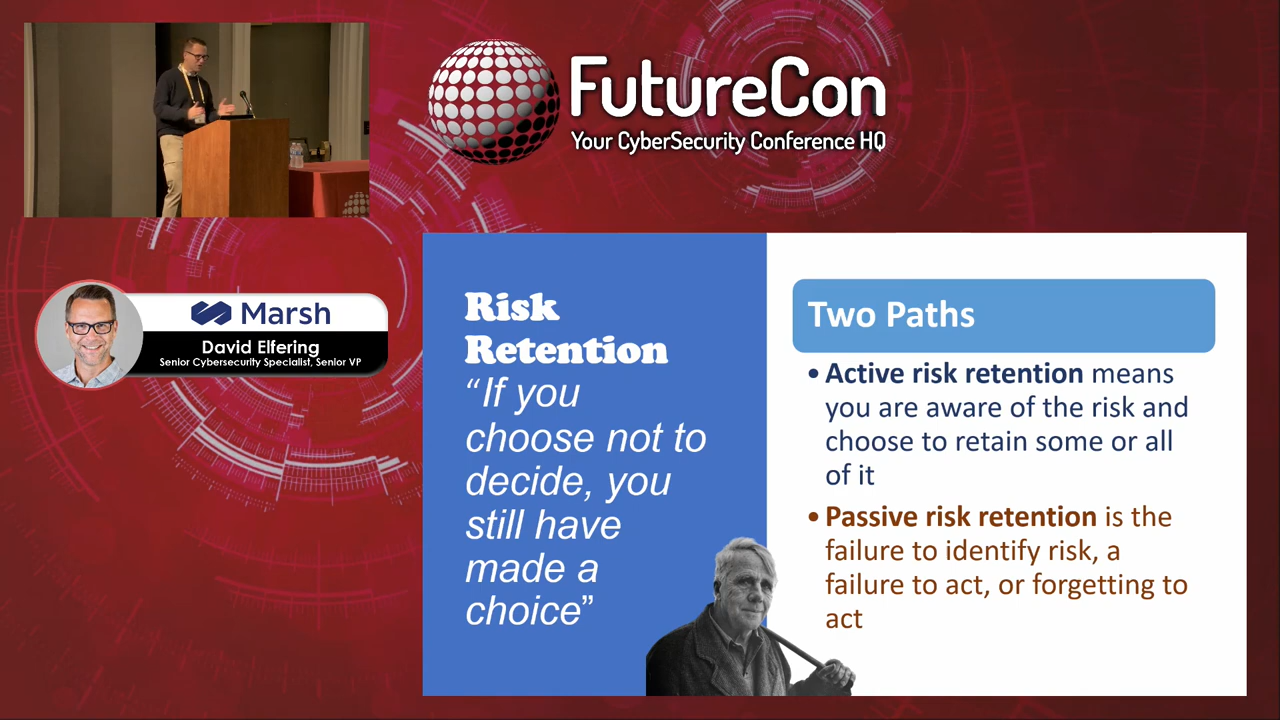 FutureCon
Your CyberSecurity Conference HQ
Marsh
David Elfering
Senior Cybersecurity Specialist, Senior VP
Risk
Retention
“If you
choose not to
decide, you
still have
made a
choice”
Two Paths
• Active risk retention means
you are aware of the risk and
choose to retain some or all
of it
• Passive risk retention is the
failure to identify risk, a
failure to act, or forgetting to
act